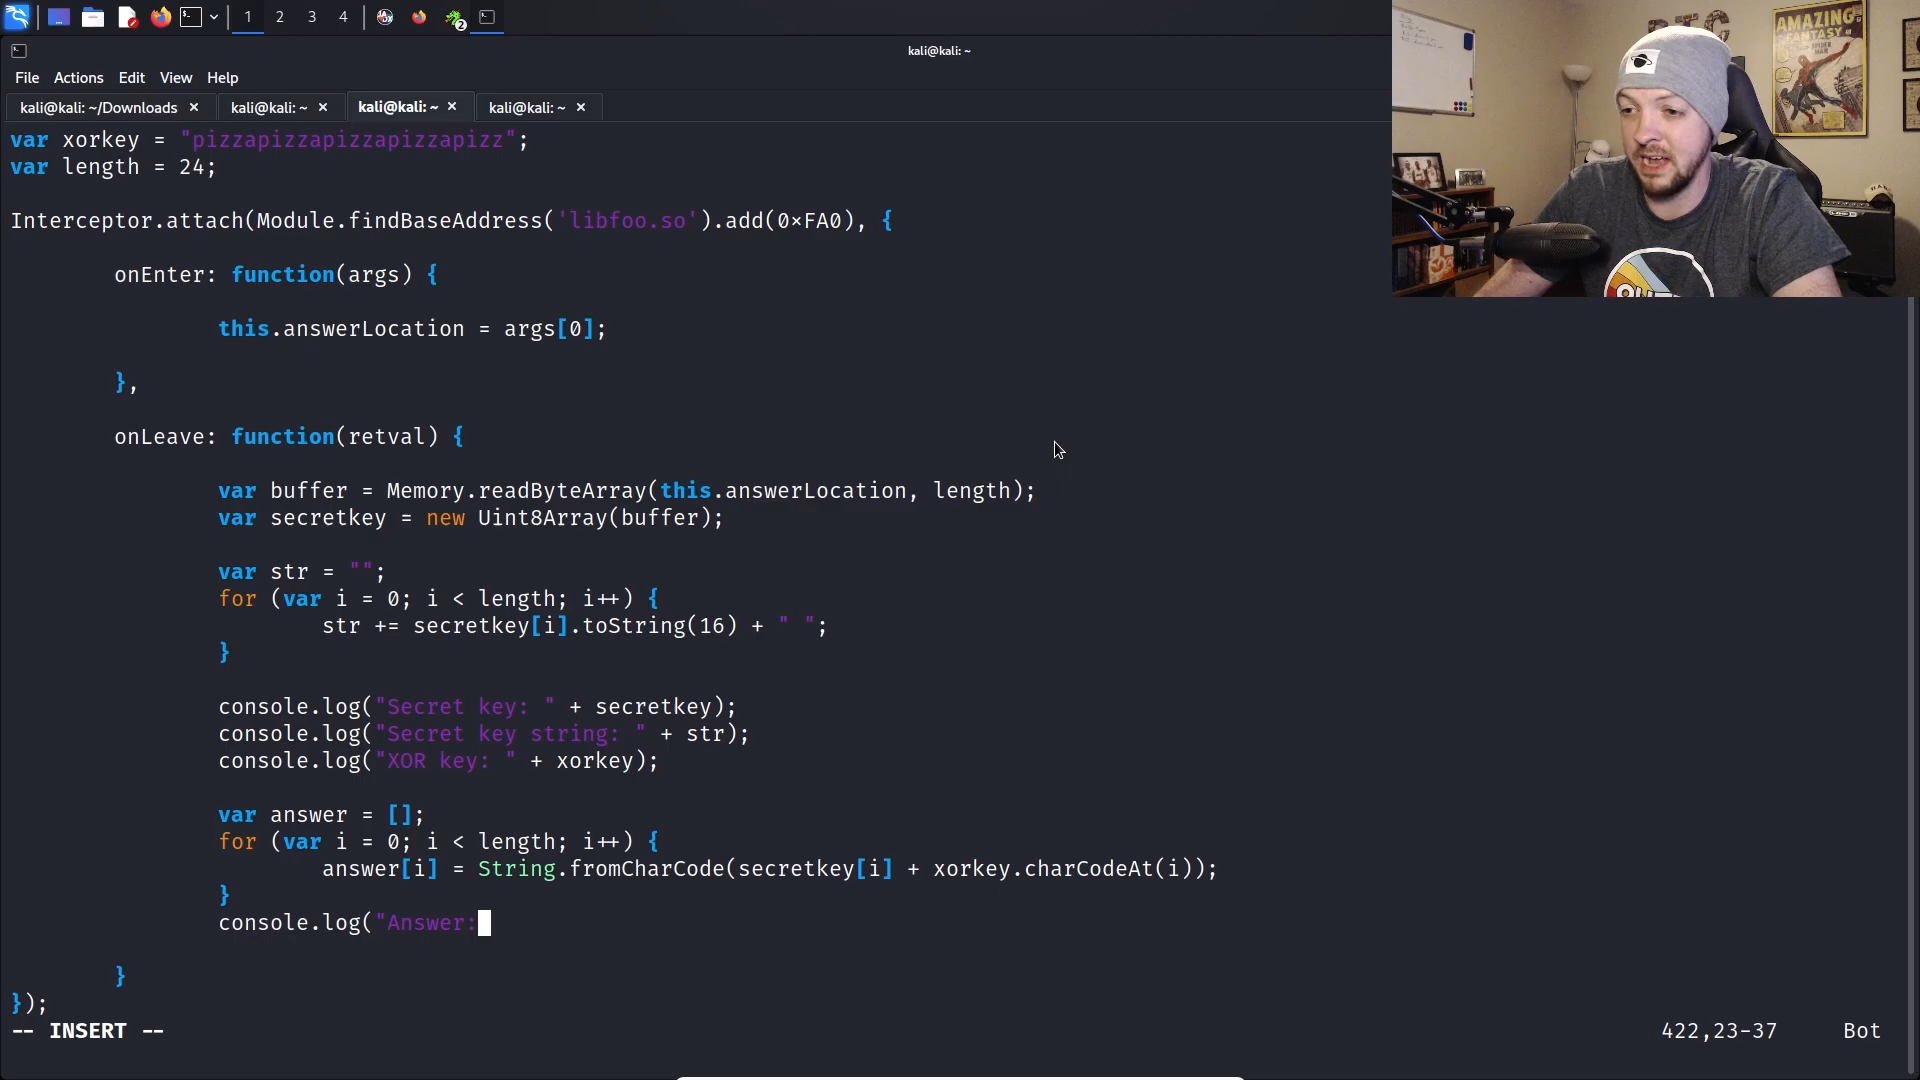 1 2 3 4
2
kali@kali: ~
File Actions Edit View Help
kali@kali: ~/Downloads × kali@kali: ~ × kali@kali: ~ × kali@kali: ~ ×
var xorkey = "pizzapizzapizzapizzapizz";
var length = 24;
Interceptor.attach(Module.findBaseAddress('libfoo.so').add(0×FA0), {
onEnter: function(args) {
this.answerLocation = args[0];
},
onLeave: function(retval) {
var buffer = Memory.readByteArray(this.answerLocation, length);
var secretkey = new Uint8Array(buffer);
var str = "";
for (var i = 0; i < length; i++) {
str += secretkey[i].toString(16) + " ";
}
console.log("Secret key: " + secretkey);
console.log("Secret key string: " + str);
console.log("XOR key: " + xorkey);
var answer = [];
for (var i = 0; i < length; i++) {
answer[i] = String.fromCharCode(secretkey[i] + xorkey.charCodeAt(i));
}
console.log("Answer:
}
});
-- INSERT -- 422,23-37 Bot
AMAZING
FANTASY